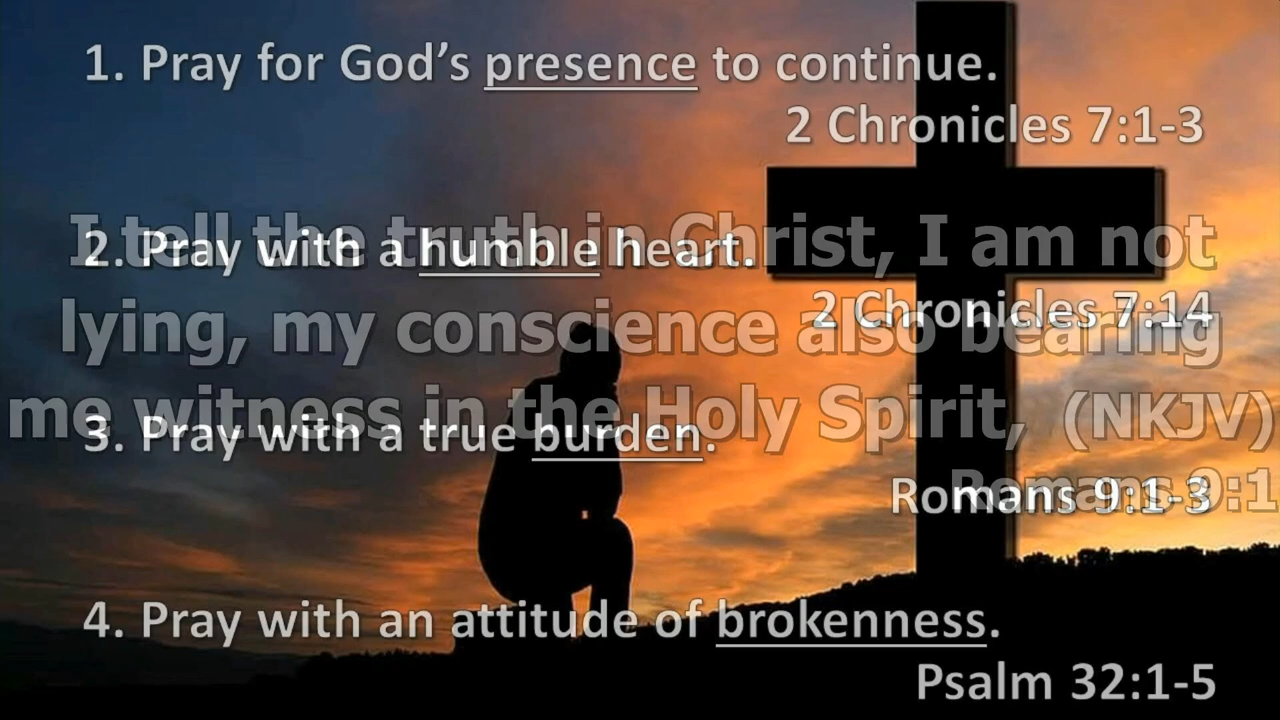 1. Pray for God's presence to continue.
2 Chronicles 7:1-3
I tell the truth in Christ, I am not
2. Pray with a humble heart.
2 Chronicles 7:14
lying, my conscience also bearing
me witness in the Holy Spirit, (NKJV)
3. Pray with a true burden.
Romans 9:1
Romans 9:1-3
4. Pray with an attitude of brokenness.
Psalm 32:1-5